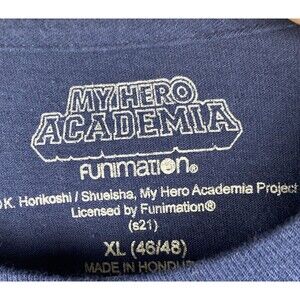 MY HERO
ACADEMIA
FUNIMATION®
K. Horikoshi / Shueisha, My Hero Academia Project
Licensed by Funimation®
(s21)
XL (46/48)
MADE IN HONDU